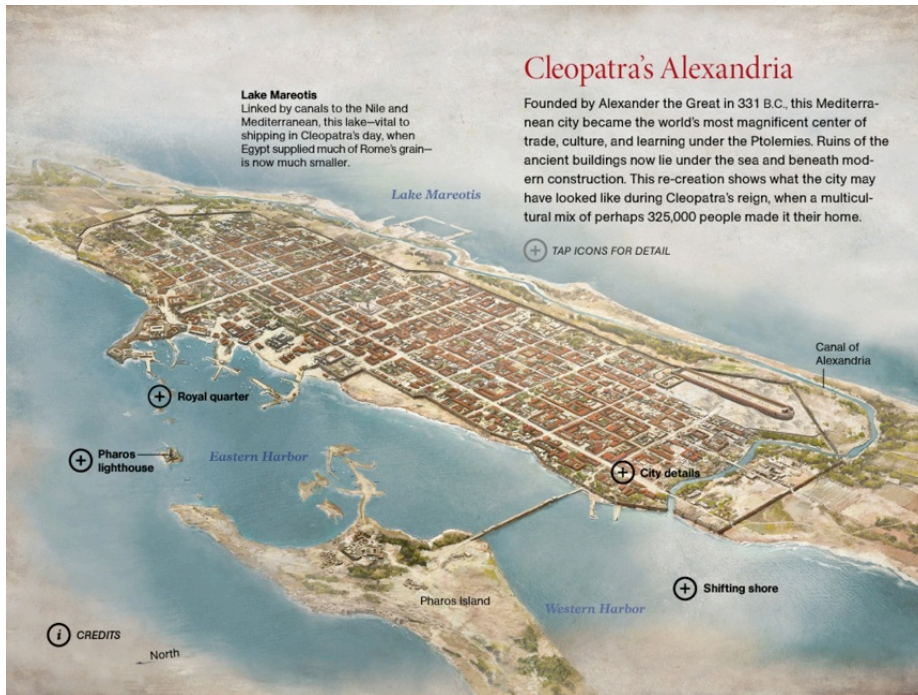 Cleopatra's Alexandria
Founded by Alexander the Great in 331 B.C., this Mediterra-
nean city became the world's most magnificent center of
trade, culture, and learning under the Ptolemies. Ruins of the
ancient buildings now lie under the sea and beneath mod-
ern construction. This re-creation shows what the city may
have looked like during Cleopatra's reign, when a multicul-
tural mix of perhaps 325,000 people made it their home.
TAP ICONS FOR DETAIL
Lake Mareotis
Linked by canals to the Nile and
Mediterranean, this lake—vital to
shipping in Cleopatra's day, when
Egypt supplied much of Rome's grain—
is now much smaller.
Lake Mareotis
Canal of
Alexandria
Royal quarter
Pharos
lighthouse
Eastern Harbor
City details
Shifting shore
Pharos Island
Western Harbor
i CREDITS
North